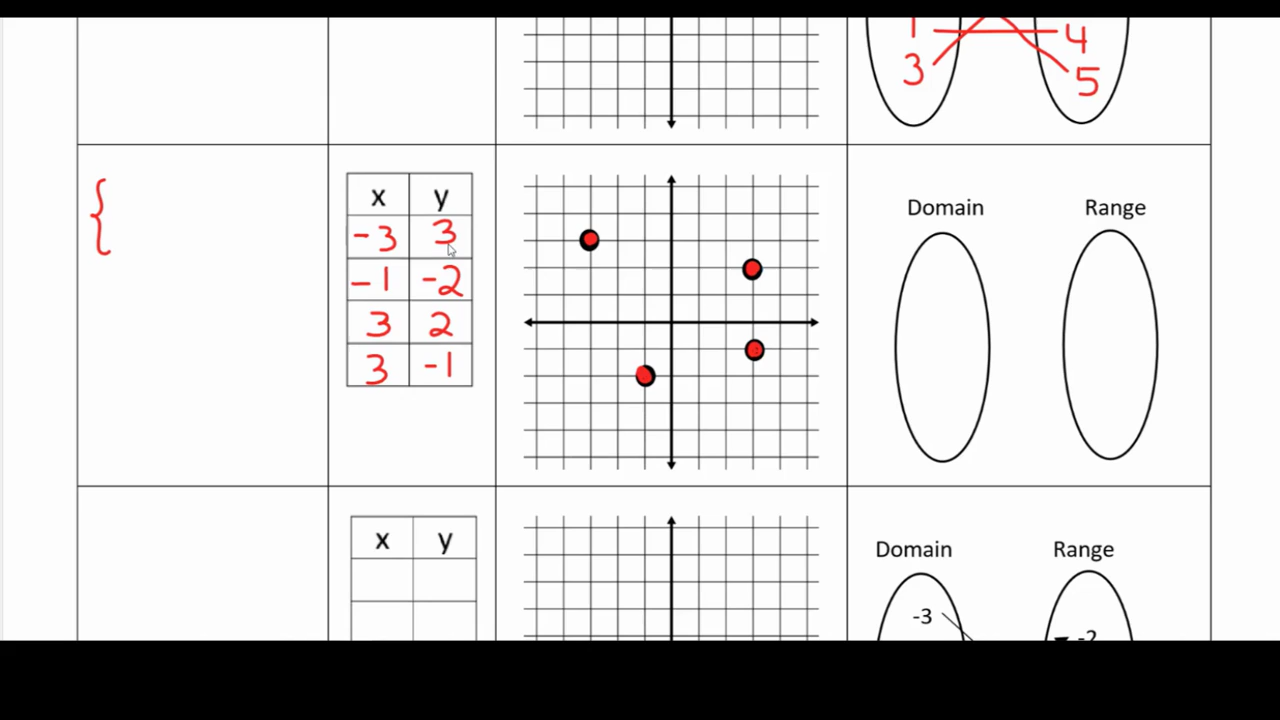 1 4
3 5
{
x y
-3 3
-1 -2
3 2
3 -1
Domain Range
x y
Domain Range
-3
-2